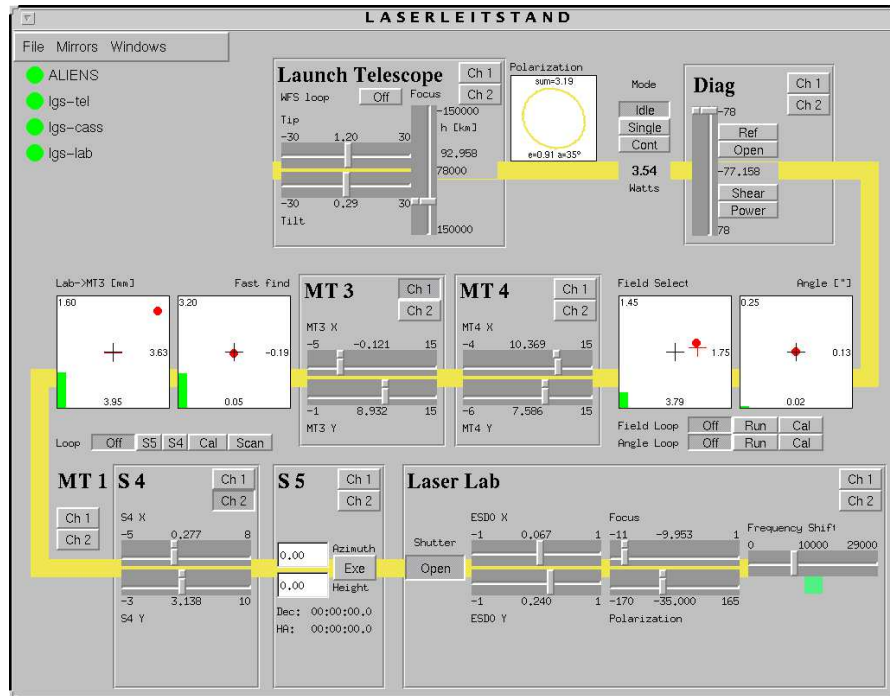 LASERLEITSTAND
File Mirrors Windows
ALIENS
lgs-tel
lgs-cass
lgs-lab
Launch Telescope
Ch 1
Ch 2
WFS loop Off Focus
Tip
-30 1.20 30
-30 0.29 30
Tilt
-150000
h [km]
92.958
78000
150000
Polarization
sum=3.19
e=0.91 a=35°
Mode
Idle
Single
Cont
3.54
Watts
Diag
Ch 1
Ch 2
-78
Ref
Open
-77.158
Shear
Power
78
Lab->MT3 [mm]
1.60
3.63
3.95
Fast find
3.20
-0.19
0.05
Loop Off S5 S4 Cal Scan
MT 3
Ch 1
Ch 2
MT3 X
-5 -0.121 15
-1 8.932 15
MT3 Y
MT 4
Ch 1
Ch 2
MT4 X
-4 10.369 15
-6 7.586 15
MT4 Y
Field Select
1.45
1.75
3.79
Angle ["]
0.25
0.13
0.02
Field Loop Off Run Cal
Angle Loop Off Run Cal
MT 1
Ch 1
Ch 2
S 4
Ch 1
Ch 2
S4 X
-5 0.277 8
-3 3.138 10
S4 Y
S 5
Ch 1
Ch 2
0.00 Azimuth
Exe
0.00 Height
Dec: 00:00:00.0
HA: 00:00:00.0
Laser Lab
Ch 1
Ch 2
Shutter
Open
ESDO X
-1 0.067 1
-1 0.240 1
ESDO Y
Focus
-11 -9.953 1
-170 -35.000 165
Polarization
Frequency Shift
0 10000 29000